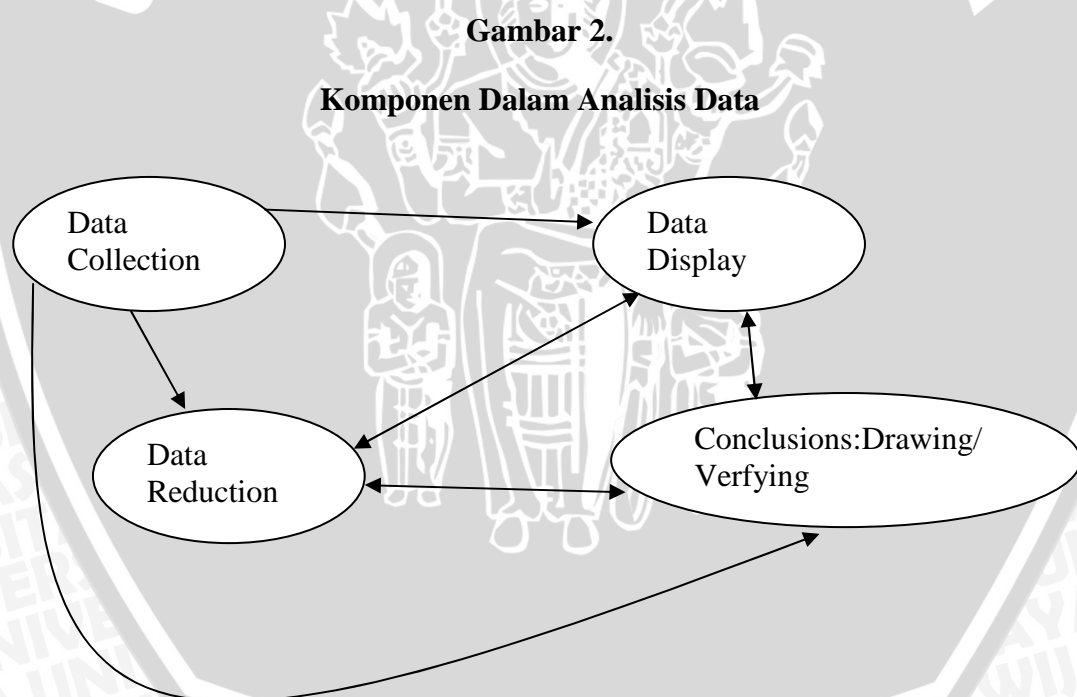 Gambar 2.
Komponen Dalam Analisis Data
Data
Collection
Data
Display
Data
Reduction
Conclusions:Drawing/
Verfying